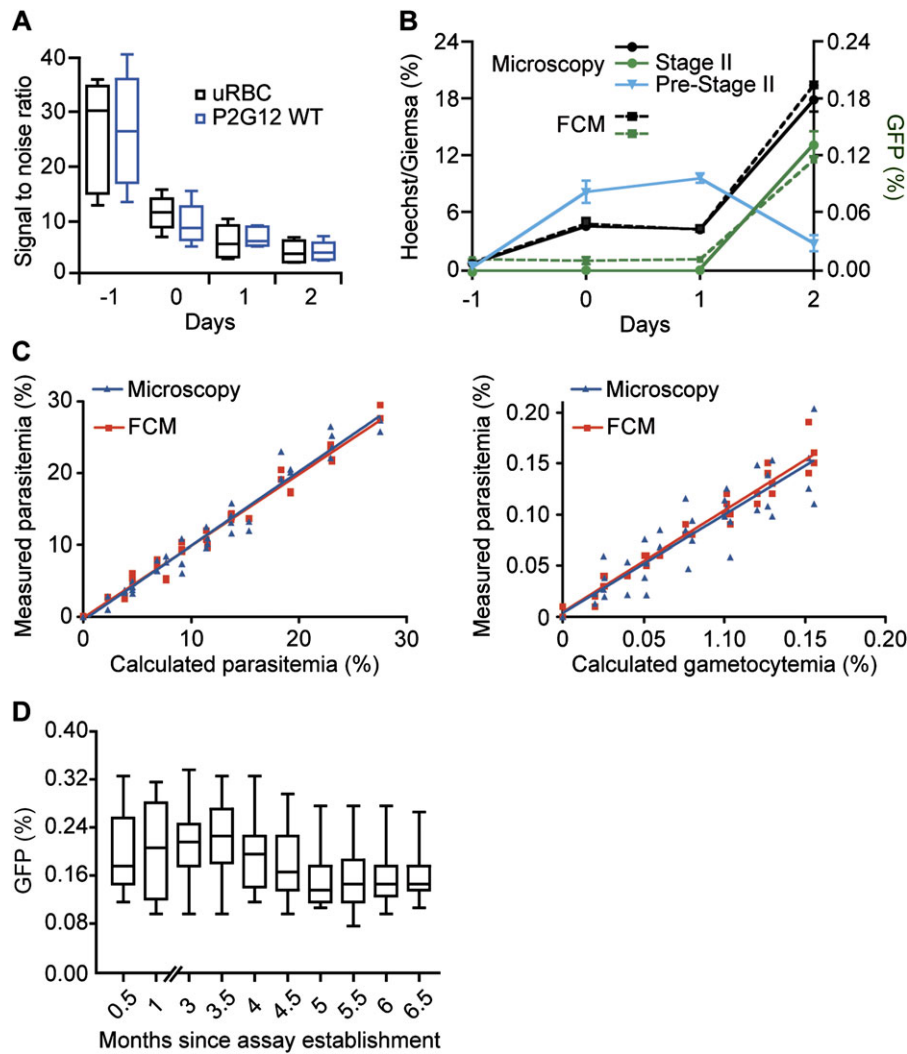 A
Signal to noise ratio
40
30
20
10
0
uRBC
P2G12 WT
-1 0 1 2
Days
B
Hoechst/Giemsa (%)
24
18
12
6
0
Microscopy
Stage II
Pre-Stage II
FCM
0.24
0.18
0.12
0.06
0.00
GFP (%)
-1 0 1 2
Days
C
Measured parasitemia (%)
30
20
10
0
Microscopy
FCM
0 10 20 30
Calculated parasitemia (%)
Measured parasitemia (%)
0.20
0.15
0.10
0.05
0
Microscopy
FCM
0 0.05 1.10 0.15 0.20
Calculated gametocytemia (%)
D
GFP (%)
0.40
0.32
0.24
0.16
0.08
0.00
0.5 1 3 3.5 4 4.5 5 5.5 6 6.5
Months since assay establishment